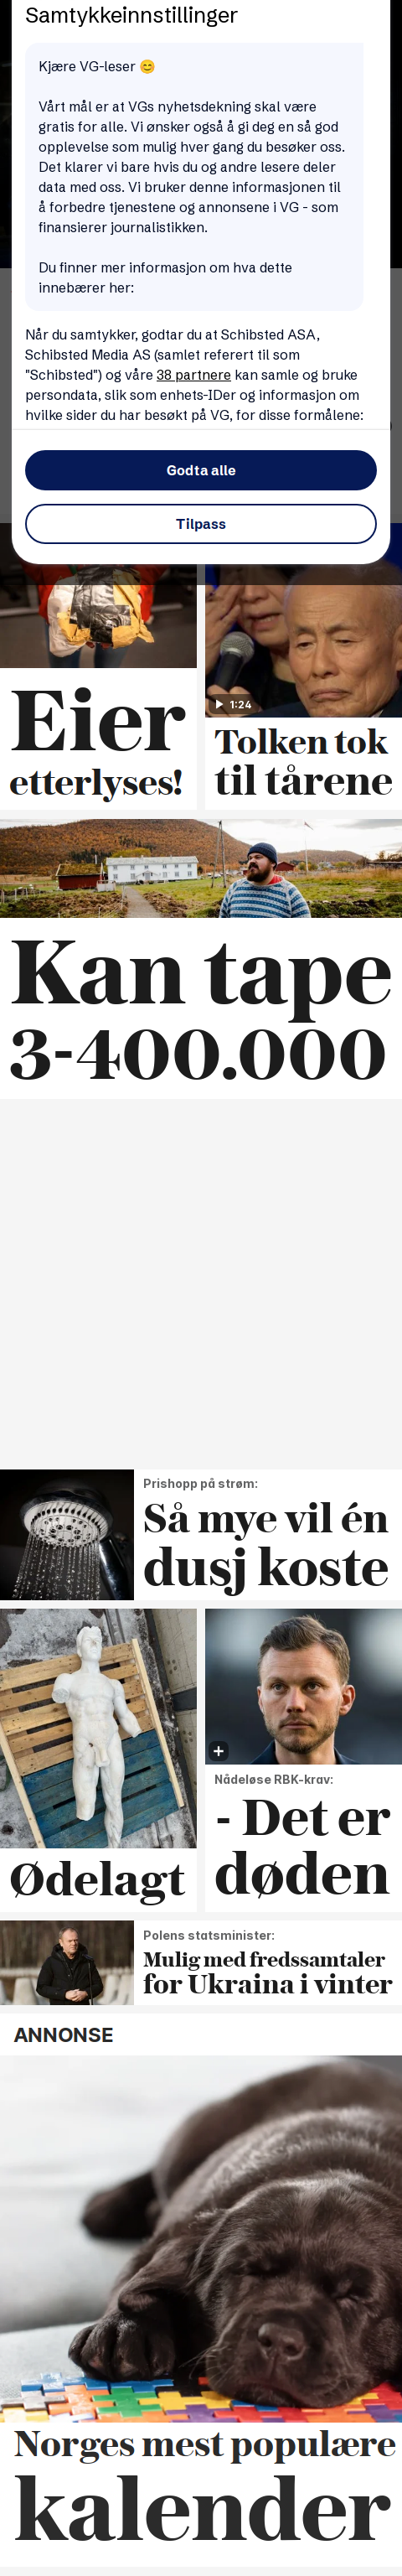 Samtykkeinnstillinger
Kjære VG-leser 😊
Vårt mål er at VGs nyhetsdekning skal være
gratis for alle. Vi ønsker også å gi deg en så god
opplevelse som mulig hver gang du besøker oss.
Det klarer vi bare hvis du og andre lesere deler
data med oss. Vi bruker denne informasjonen til
å forbedre tjenestene og annonsene i VG - som
finansierer journalistikken.
Du finner mer informasjon om hva dette
innebærer her:
Når du samtykker, godtar du at Schibsted ASA,
Schibsted Media AS (samlet referert til som
"Schibsted") og våre 38 partnere kan samle og bruke
persondata, slik som enhets-IDer og informasjon om
hvilke sider du har besøkt på VG, for disse formålene:
Godta alle
Tilpass
Eier
etterlyses!
1:24
Tolken tok
til tårene
Kan tape
3-400.000
Prishopp på strøm:
Så mye vil én
dusj koste
Ødelagt
Nådeløse RBK-krav:
- Det er
døden
Polens statsminister:
Mulig med fredssamtaler
for Ukraina i vinter
ANNONSE
Norges mest populære
kalender